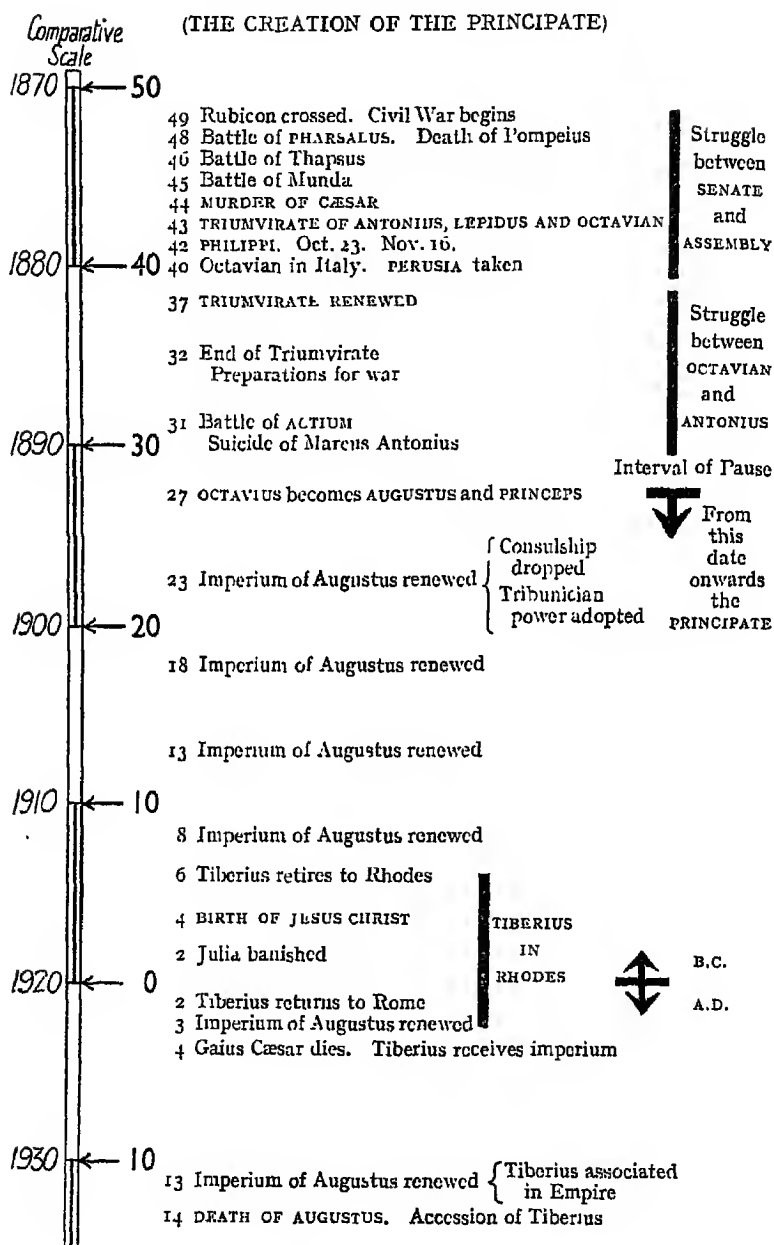 (THE CREATION OF THE PRINCIPATE)
Comparative
Scale
1870 50
49 Rubicon crossed. Civil War begins
48 Battle of PHARSALUS. Death of Pompeius
46 Battle of Thapsus
45 Battle of Munda
44 MURDER OF CÆSAR
43 TRIUMVIRATE OF ANTONIUS, LEPIDUS AND OCTAVIAN
42 PHILIPPI. Oct. 23. Nov. 16.
Struggle
between
SENATE
and
ASSEMBLY
1880 40
40 Octavian in Italy. PERUSIA taken
37 TRIUMVIRATE RENEWED
32 End of Triumvirate
Preparations for war
31 Battle of ACTIUM
Suicide of Marcus Antonius
Struggle
between
OCTAVIAN
and
ANTONIUS
1890 30
Interval of Pause
27 OCTAVIUS becomes AUGUSTUS and PRINCEPS
From
this
date
onwards
the
PRINCIPATE
23 Imperium of Augustus renewed
Consulship
dropped
Tribunician
power adopted
1900 20
18 Imperium of Augustus renewed
13 Imperium of Augustus renewed
1910 10
8 Imperium of Augustus renewed
6 Tiberius retires to Rhodes
4 BIRTH OF JESUS CHRIST
2 Julia banished
TIBERIUS
IN
RHODES
B.C.
1920 0
A.D.
2 Tiberius returns to Rome
3 Imperium of Augustus renewed
4 Gaius Cæsar dies. Tiberius receives imperium
1930 10
13 Imperium of Augustus renewed
Tiberius associated
in Empire
14 DEATH OF AUGUSTUS. Accession of Tiberius